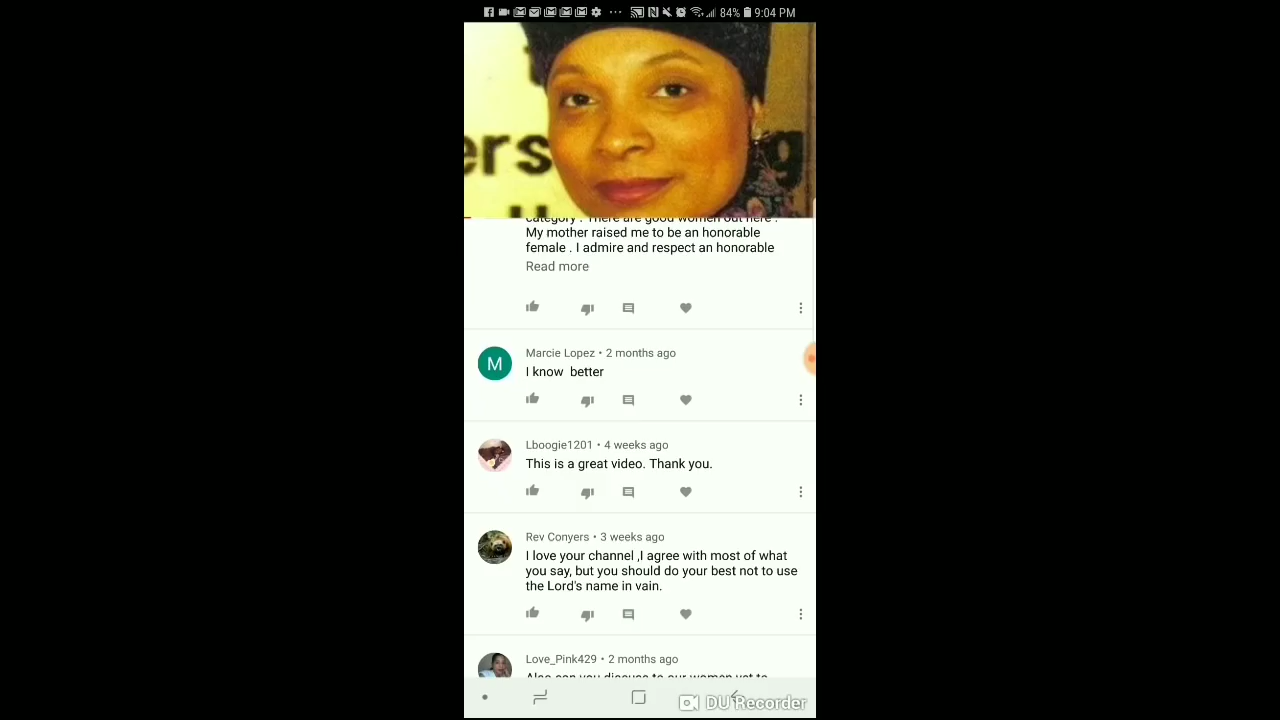 84% 9:04 PM
ers
g
category . There are good women out here .
My mother raised me to be an honorable
female . I admire and respect an honorable
Read more
M
Marcie Lopez • 2 months ago
I know better
Lboogie1201 • 4 weeks ago
This is a great video. Thank you.
Rev Conyers • 3 weeks ago
I love your channel ,I agree with most of what
you say, but you should do your best not to use
the Lord's name in vain.
Love_Pink429 • 2 months ago
Also can you discuss to our women yet to
DU Recorder